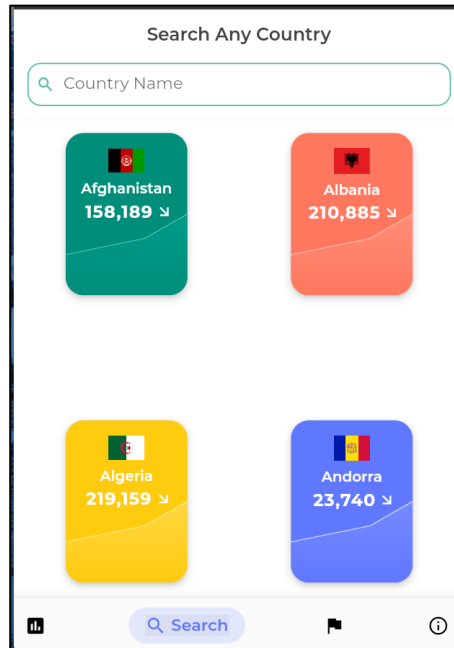 Search Any Country
Country Name
Afghanistan
158,189
Albania
210,885
Algeria
219,159
Andorra
23,740
Search